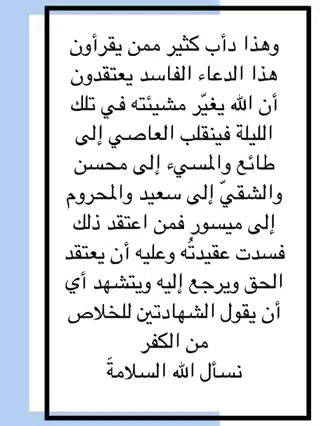 وهذا دأب كثير ممن يقرأون
هذا الدعاء الفاسد يعتقدون
أن الله يغيّر مشيئته في تلك
الليلة فينقلب العاصي إلى
طائع والمسيء إلى محسن
والشقيّ إلى سعيد والمحروم
إلى ميسور فمن اعتقد ذلك
فسدت عقيدتُه وعليه أن يعتقد
الحق ويرجع إليه ويتشهد أي
أن يقول الشهادتين للخلاص
من الكفر
نسأل الله السلامةَ